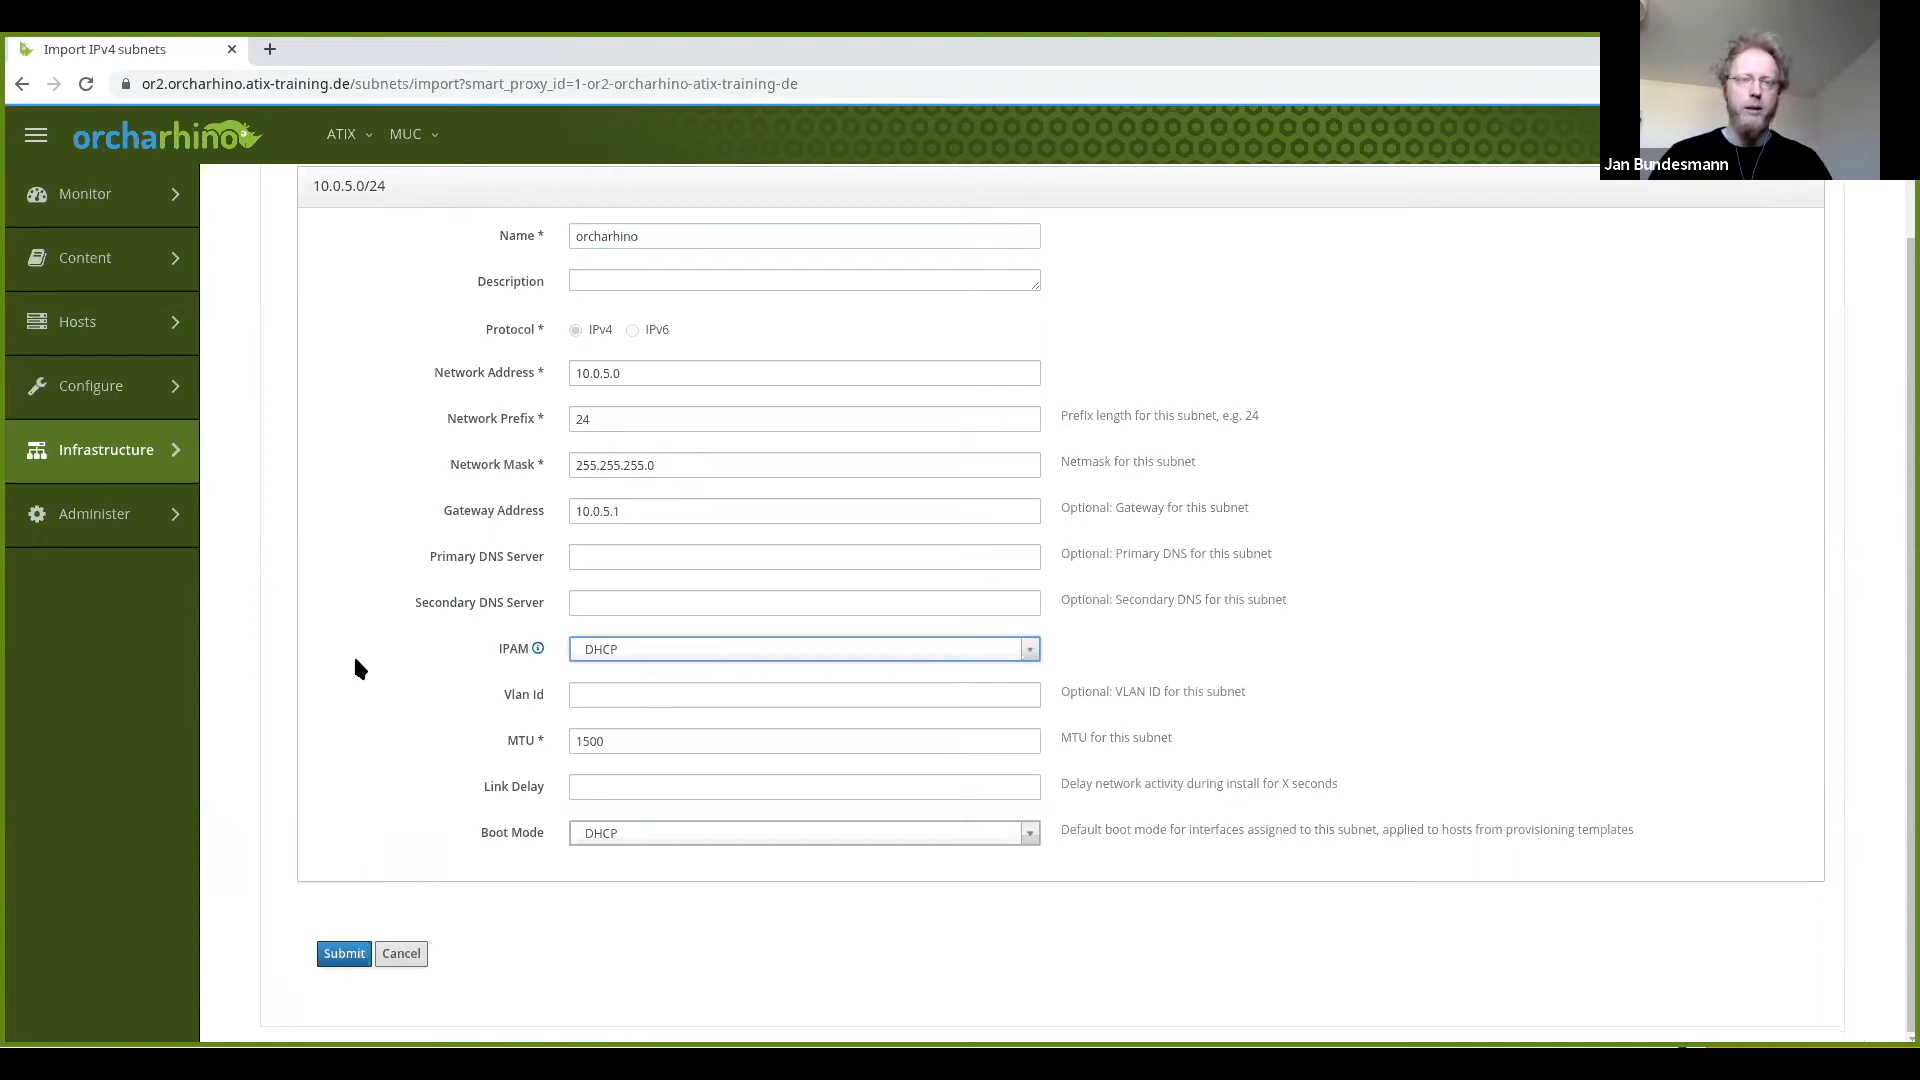 Import IPv4 subnets
or2.orcharhino.atix-training.de/subnets/import?smart_proxy_id=1-or2-orcharhino-atix-training-de
Jan Bundesmann
orcharhino
ATIX
MUC
Monitor
Content
Hosts
Configure
Infrastructure
Administer
10.0.5.0/24
Name * orcharhino
Description
Protocol * IPv4 IPv6
Network Address * 10.0.5.0
Network Prefix * 24 Prefix length for this subnet, e.g. 24
Network Mask * 255.255.255.0 Netmask for this subnet
Gateway Address 10.0.5.1 Optional: Gateway for this subnet
Primary DNS Server Optional: Primary DNS for this subnet
Secondary DNS Server Optional: Secondary DNS for this subnet
IPAM DHCP
Vlan Id Optional: VLAN ID for this subnet
MTU * 1500 MTU for this subnet
Link Delay Delay network activity during install for X seconds
Boot Mode DHCP Default boot mode for interfaces assigned to this subnet, applied to hosts from provisioning templates
Submit Cancel